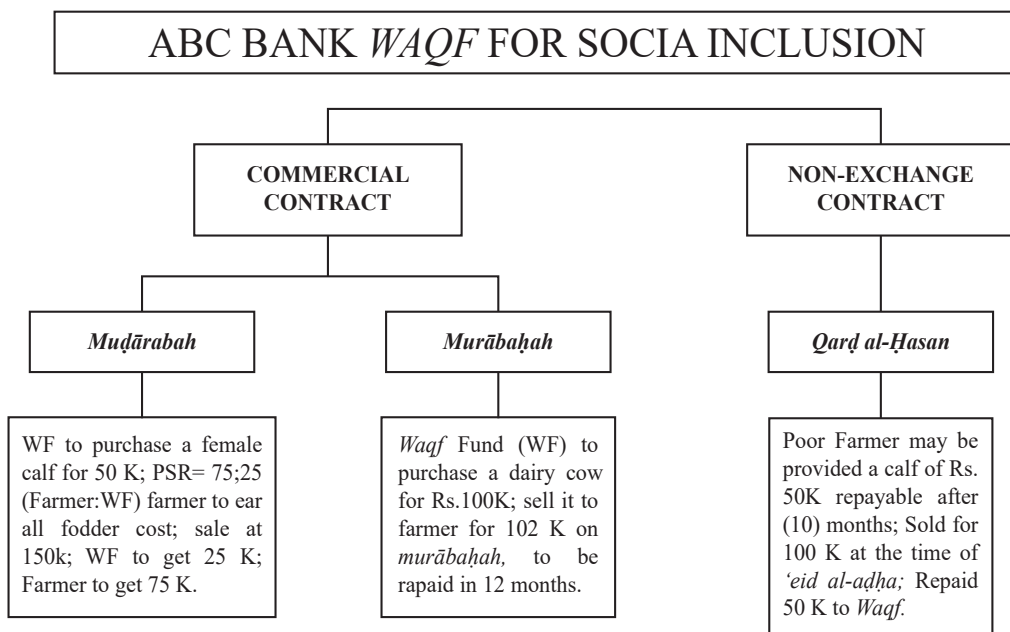 ABC BANK WAQF FOR SOCIA INCLUSION
COMMERCIAL
CONTRACT
NON-EXCHANGE
CONTRACT
Muḍārabah
Murābaḥah
Qarḍ al-Ḥasan
WF to purchase a female
calf for 50 K; PSR= 75;25
(Farmer:WF) farmer to ear
all fodder cost; sale at
150k; WF to get 25 K;
Farmer to get 75 K.
Waqf Fund (WF) to
purchase a dairy cow
for Rs.100K; sell it to
farmer for 102 K on
murābaḥah, to be
rapaid in 12 months.
Poor Farmer may be
provided a calf of Rs.
50K repayable after
(10) months; Sold for
100 K at the time of
‘eid al-aḍha; Repaid
50 K to Waqf.